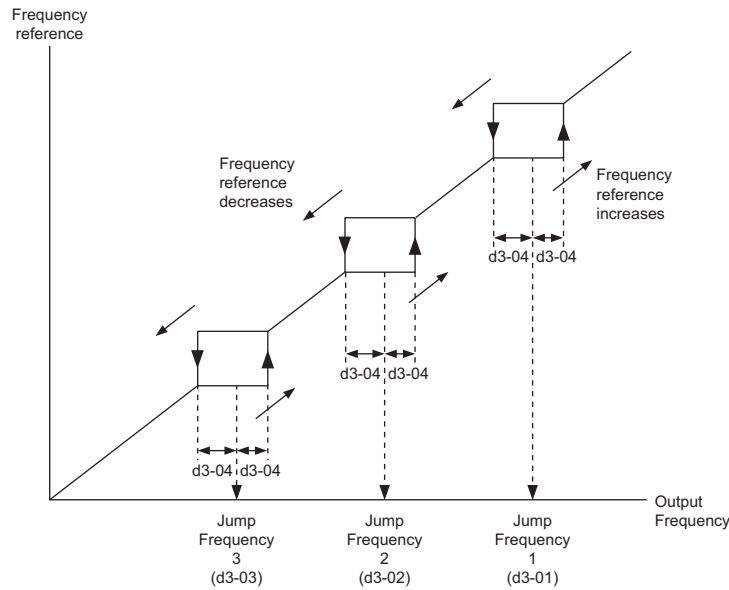 Frequency
reference
Frequency
reference
decreases
Frequency
reference
increases
d3-04 d3-04
d3-04 d3-04
d3-04 d3-04
Output
Frequency
Jump
Frequency
3
(d3-03)
Jump
Frequency
2
(d3-02)
Jump
Frequency
1
(d3-01)